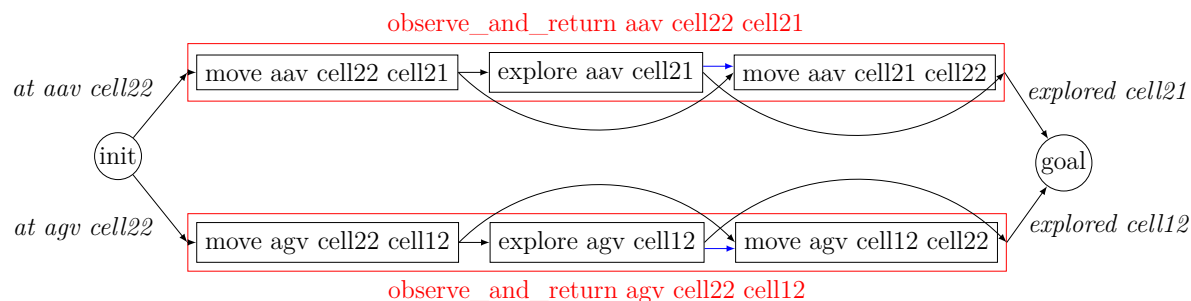 observe_and_return aav cell22 cell21
move aav cell22 cell21
explore aav cell21
move aav cell21 cell22
at aav cell22
explored cell21
init
goal
at agv cell22
explored cell12
move agv cell22 cell12
explore agv cell12
move agv cell12 cell22
observe_and_return agv cell22 cell12